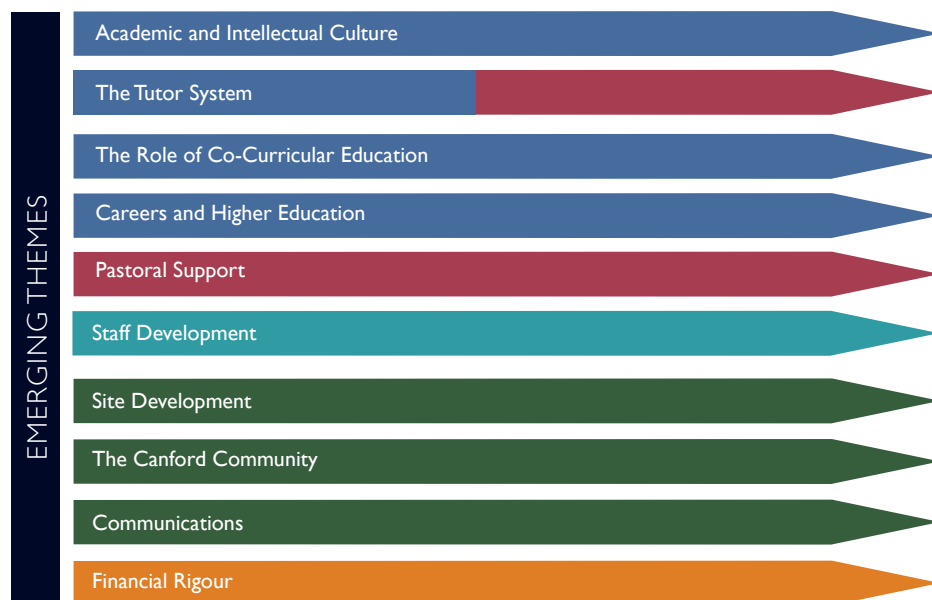 EMERGING THEMES
Academic and Intellectual Culture
The Tutor System
The Role of Co-Curricular Education
Careers and Higher Education
Pastoral Support
Staff Development
Site Development
The Canford Community
Communications
Financial Rigour